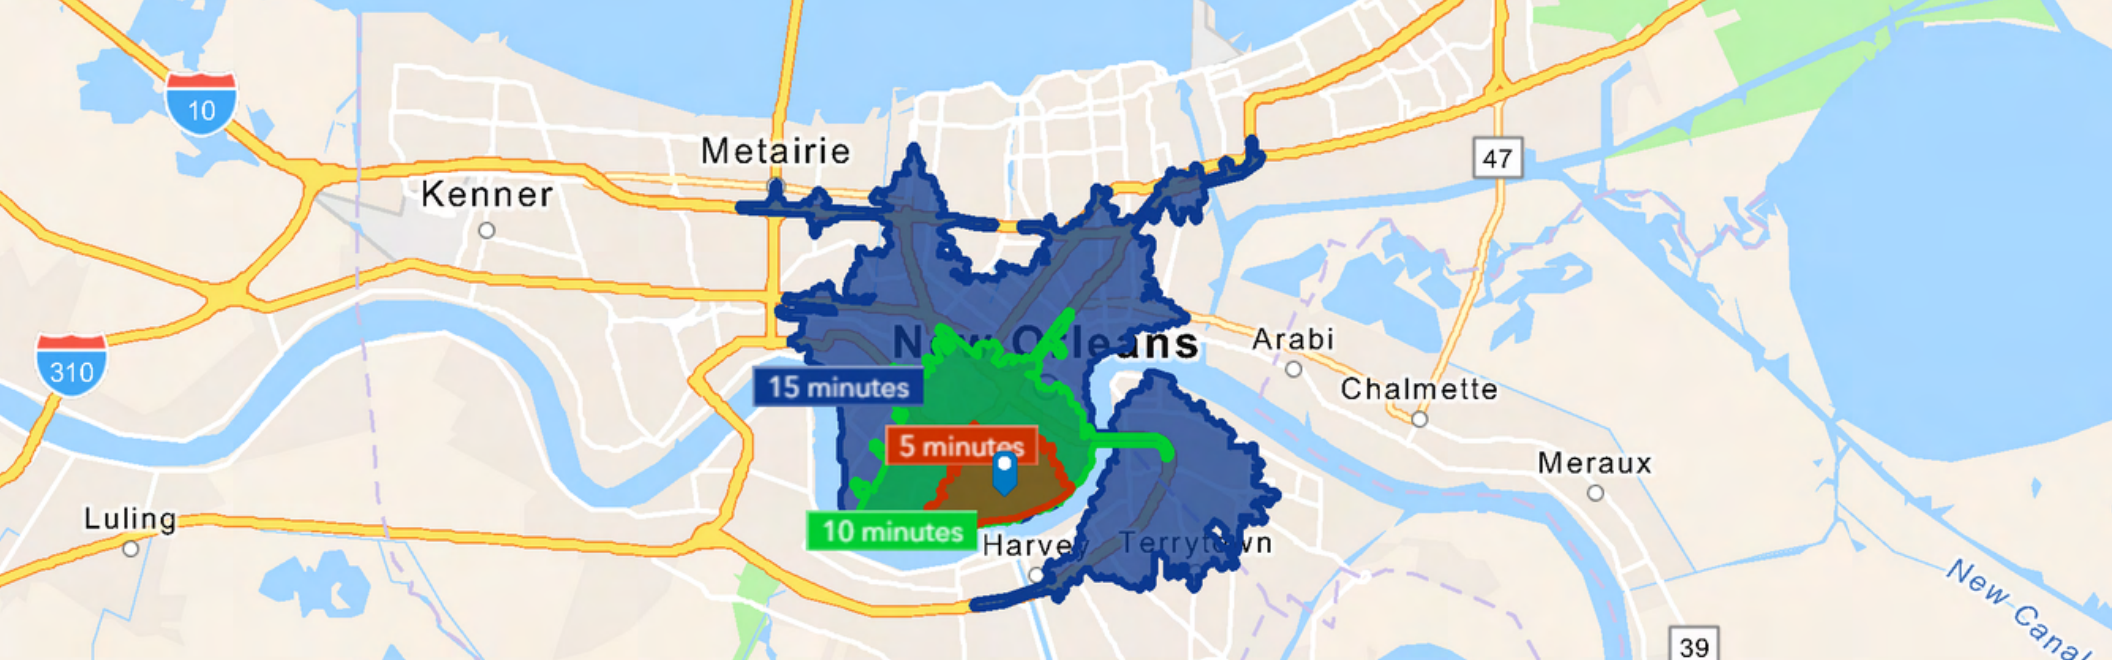 10
Metairie
47
Kenner
New Orleans
Arabi
310
15 minutes
Chalmette
5 minutes
Meraux
Luling
10 minutes
Harvey
Terrytown
New Canal
39